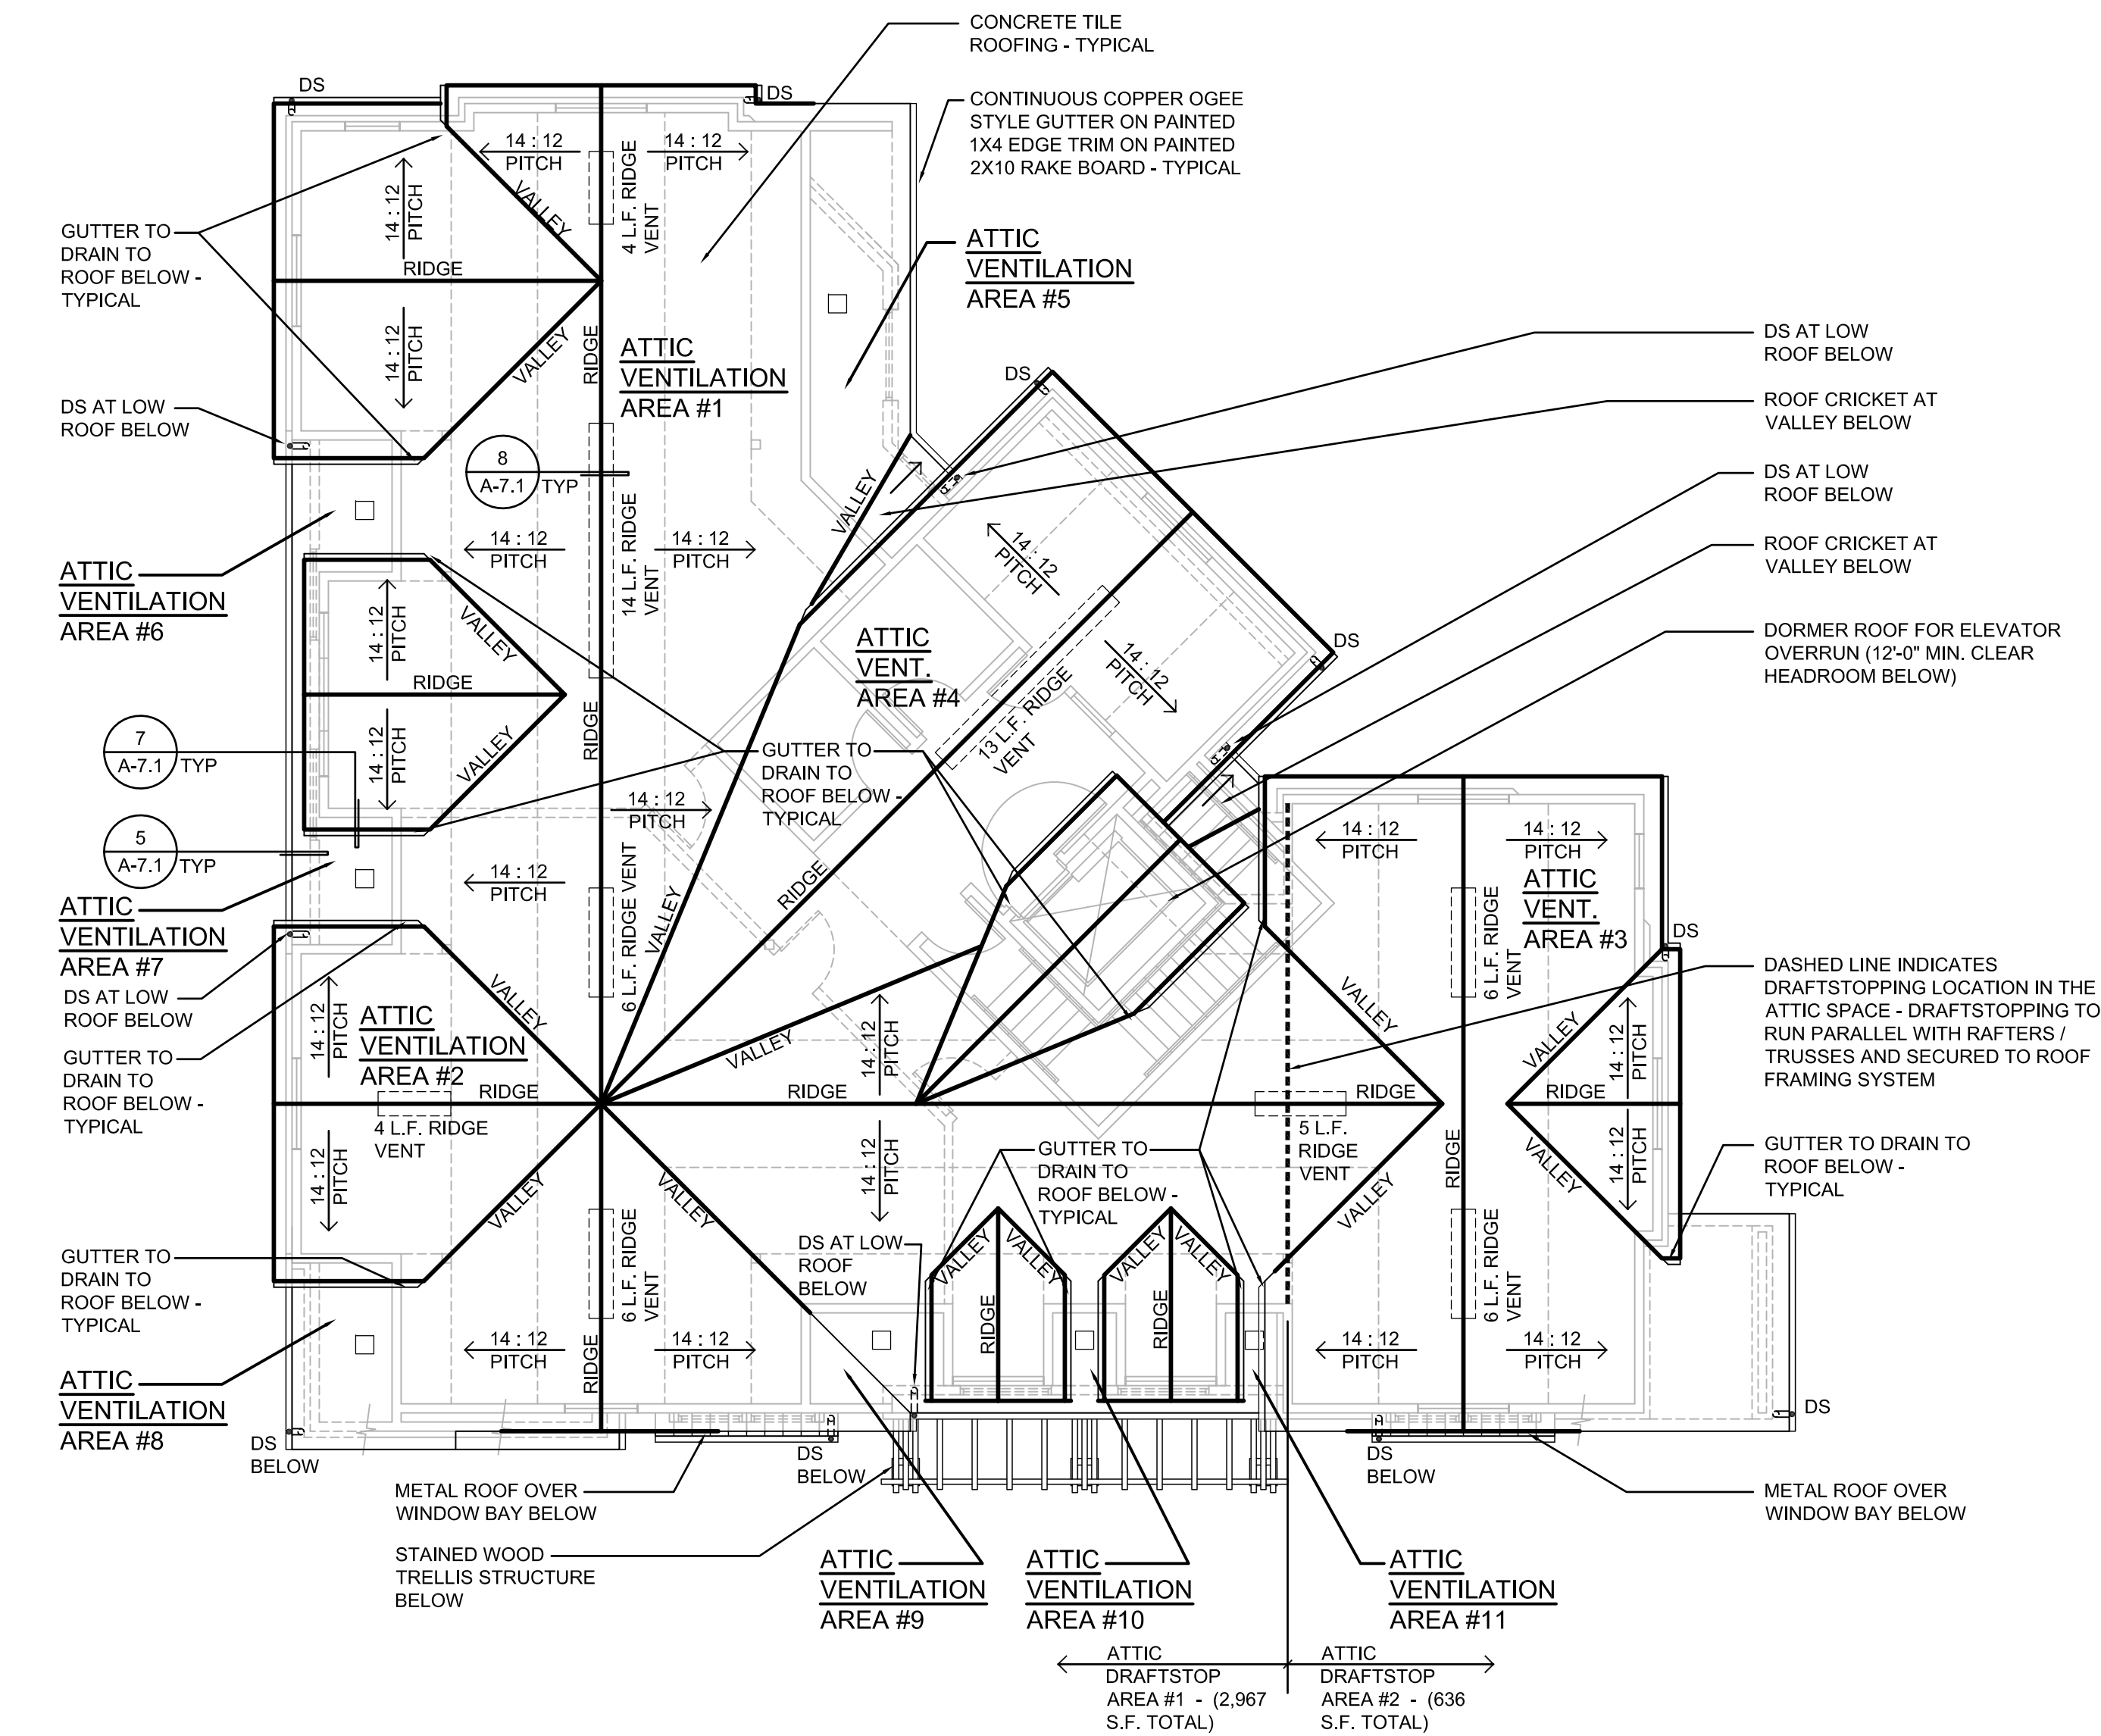 CONCRETE TILE
ROOFING - TYPICAL
CONTINUOUS COPPER OGEE
STYLE GUTTER ON PAINTED
1X4 EDGE TRIM ON PAINTED
2X10 RAKE BOARD - TYPICAL
DS
DS
14 : 12
PITCH
14 : 12
PITCH
4 L.F. RIDGE
VENT
VALLEY
14 : 12
PITCH
RIDGE
14 : 12
PITCH
VALLEY
RIDGE
GUTTER TO
DRAIN TO
ROOF BELOW -
TYPICAL
ATTIC
VENTILATION
AREA #5
ATTIC
VENTILATION
AREA #1
DS AT LOW
ROOF BELOW
DS
DS AT LOW
ROOF BELOW
ROOF CRICKET AT
VALLEY BELOW
DS AT LOW
ROOF BELOW
ROOF CRICKET AT
VALLEY BELOW
8
A-7.1
TYP
VALLEY
14 L.F. RIDGE
VENT
14 : 12
PITCH
14 : 12
PITCH
14 : 12
PITCH
ATTIC
VENTILATION
AREA #6
14 : 12
PITCH
VALLEY
RIDGE
14 : 12
PITCH
VALLEY
RIDGE
ATTIC
VENT.
AREA #4
14 : 12
PITCH
DS
DORMER ROOF FOR ELEVATOR
OVERRUN (12'-0" MIN. CLEAR
HEADROOM BELOW)
13 L.F. RIDGE
VENT
7
A-7.1
TYP
5
A-7.1
TYP
GUTTER TO
DRAIN TO
ROOF BELOW -
TYPICAL
14 : 12
PITCH
14 : 12
PITCH
RIDGE
VALLEY
6 L.F. RIDGE VENT
14 : 12
PITCH
14 : 12
PITCH
ATTIC
VENT.
AREA #3
6 L.F. RIDGE
VENT
DS
ATTIC
VENTILATION
AREA #7
DS AT LOW
ROOF BELOW
GUTTER TO
DRAIN TO
ROOF BELOW -
TYPICAL
14 : 12
PITCH
ATTIC
VENTILATION
AREA #2
VALLEY
VALLEY
14 : 12
PITCH
VALLEY
VALLEY
14 : 12
PITCH
DASHED LINE INDICATES
DRAFTSTOPPING LOCATION IN THE
ATTIC SPACE - DRAFTSTOPPING TO
RUN PARALLEL WITH RAFTERS /
TRUSSES AND SECURED TO ROOF
FRAMING SYSTEM
RIDGE
RIDGE
RIDGE
RIDGE
4 L.F. RIDGE
VENT
5 L.F.
RIDGE
VENT
14 : 12
PITCH
VALLEY
VALLEY
14 : 12
PITCH
GUTTER TO
DRAIN TO
ROOF BELOW -
TYPICAL
VALLEY
RIDGE
VALLEY
14 : 12
PITCH
GUTTER TO DRAIN TO
ROOF BELOW -
TYPICAL
GUTTER TO
DRAIN TO
ROOF BELOW -
TYPICAL
6 L.F. RIDGE
VENT
DS AT LOW
ROOF
BELOW
VALLEY
VALLEY
VALLEY
VALLEY
6 L.F. RIDGE
VENT
14 : 12
PITCH
RIDGE
14 : 12
PITCH
RIDGE
RIDGE
14 : 12
PITCH
14 : 12
PITCH
ATTIC
VENTILATION
AREA #8
DS
BELOW
DS
BELOW
DS
BELOW
DS
METAL ROOF OVER
WINDOW BAY BELOW
METAL ROOF OVER
WINDOW BAY BELOW
STAINED WOOD
TRELLIS STRUCTURE
BELOW
ATTIC
VENTILATION
AREA #9
ATTIC
VENTILATION
AREA #10
ATTIC
VENTILATION
AREA #11
ATTIC
DRAFTSTOP
AREA #1 - (2,967
S.F. TOTAL)
ATTIC
DRAFTSTOP
AREA #2 - (636
S.F. TOTAL)